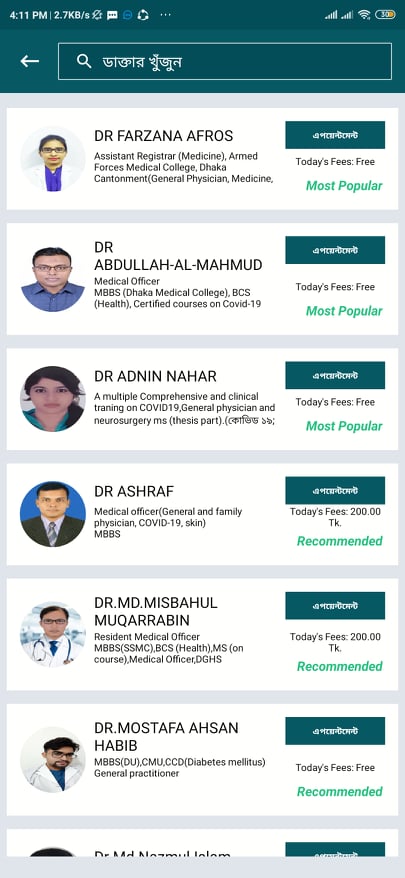 4:11 PM | 2.7KB/s
30
ডাক্তার খুঁজুন
DR FARZANA AFROS
এপয়েন্টমেন্ট
Assistant Registrar (Medicine), Armed
Forces Medical College, Dhaka
Cantonment(General Physician, Medicine,
Today's Fees: Free
Most Popular
DR
ABDULLAH-AL-MAHMUD
এপয়েন্টমেন্ট
Medical Officer
MBBS (Dhaka Medical College), BCS
(Health), Certified courses on Covid-19
Today's Fees: Free
Most Popular
DR ADNIN NAHAR
এপয়েন্টমেন্ট
A multiple Comprehensive and clinical
traning on COVID19,General physician and
neurosurgery ms (thesis part).(কোভিড ১৯;
Today's Fees: Free
Most Popular
DR ASHRAF
এপয়েন্টমেন্ট
Medical officer(General and family
physician, COVID-19, skin)
MBBS
Today's Fees: 200.00
Tk.
Recommended
DR.MD.MISBAHUL
MUQARRABIN
এপয়েন্টমেন্ট
Resident Medical Officer
MBBS(SSMC),BCS (Health),MS (on
course),Medical Officer,DGHS
Today's Fees: 200.00
Tk.
Recommended
DR.MOSTAFA AHSAN
HABIB
এপয়েন্টমেন্ট
MBBS(DU),CMU,CCD(Diabetes mellitus)
General practitioner
Today's Fees: Free
Recommended
Dr Md Nazmul Islam
এপয়েন্টমেন্ট